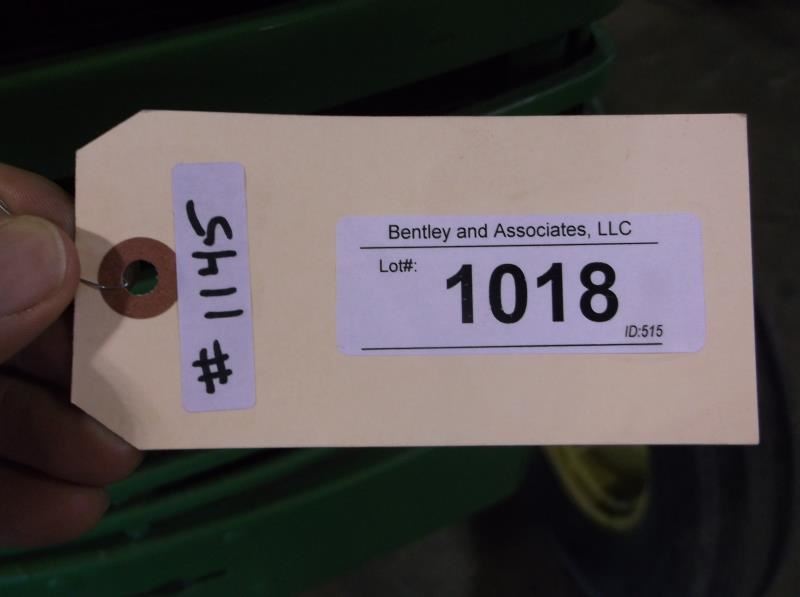 # 1145
Bentley and Associates, LLC
Lot#:
1018
ID:515